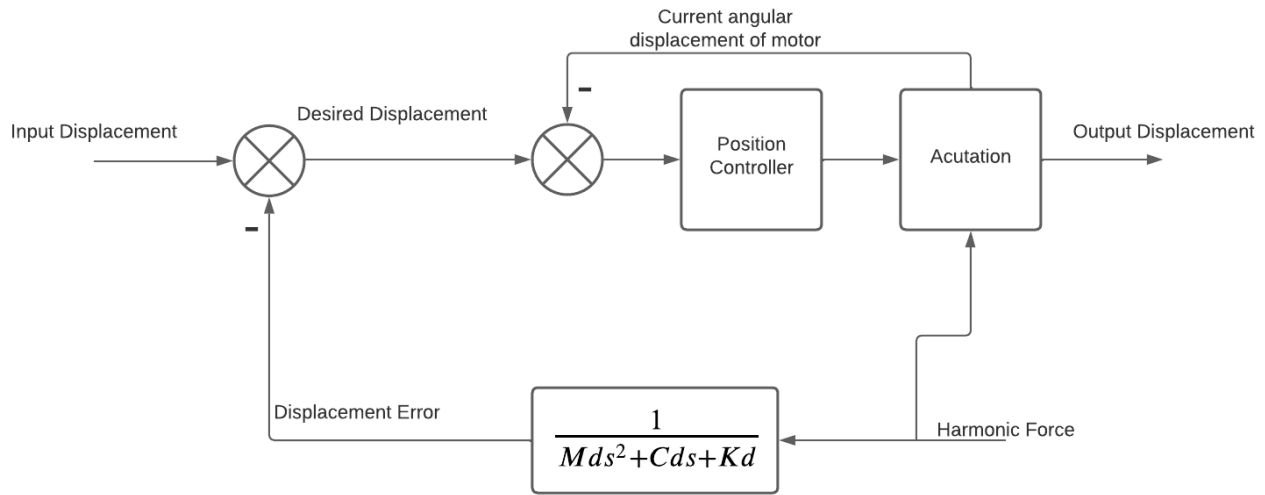 Current angular
displacement of motor
-
Input Displacement
Desired Displacement
Position
Controller
Acutation
Output Displacement
-
Displacement Error
1
Mds²+Cds+Kd
Harmonic Force